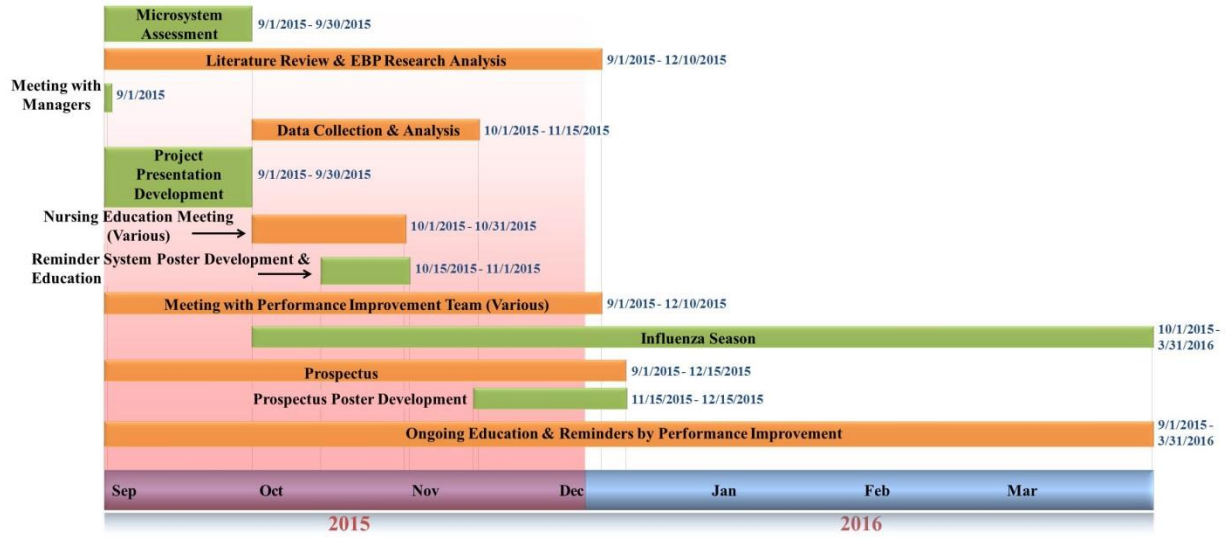 Microsystem
Assessment
9/1/2015 - 9/30/2015
Literature Review & EBP Research Analysis
9/1/2015 - 12/10/2015
Meeting with
Managers
9/1/2015
Data Collection & Analysis
10/1/2015 - 11/15/2015
Project
Presentation
Development
9/1/2015 - 9/30/2015
Nursing Education Meeting
(Various)
10/1/2015 - 10/31/2015
Reminder System Poster Development &
Education
10/15/2015 - 11/1/2015
Meeting with Performance Improvement Team (Various)
9/1/2015 - 12/10/2015
Influenza Season
10/1/2015 -
3/31/2016
Prospectus
9/1/2015 - 12/15/2015
Prospectus Poster Development
11/15/2015 - 12/15/2015
Ongoing Education & Reminders by Performance Improvement
9/1/2015 -
3/31/2016
Sep Oct Nov Dec Jan Feb Mar
2015 2016